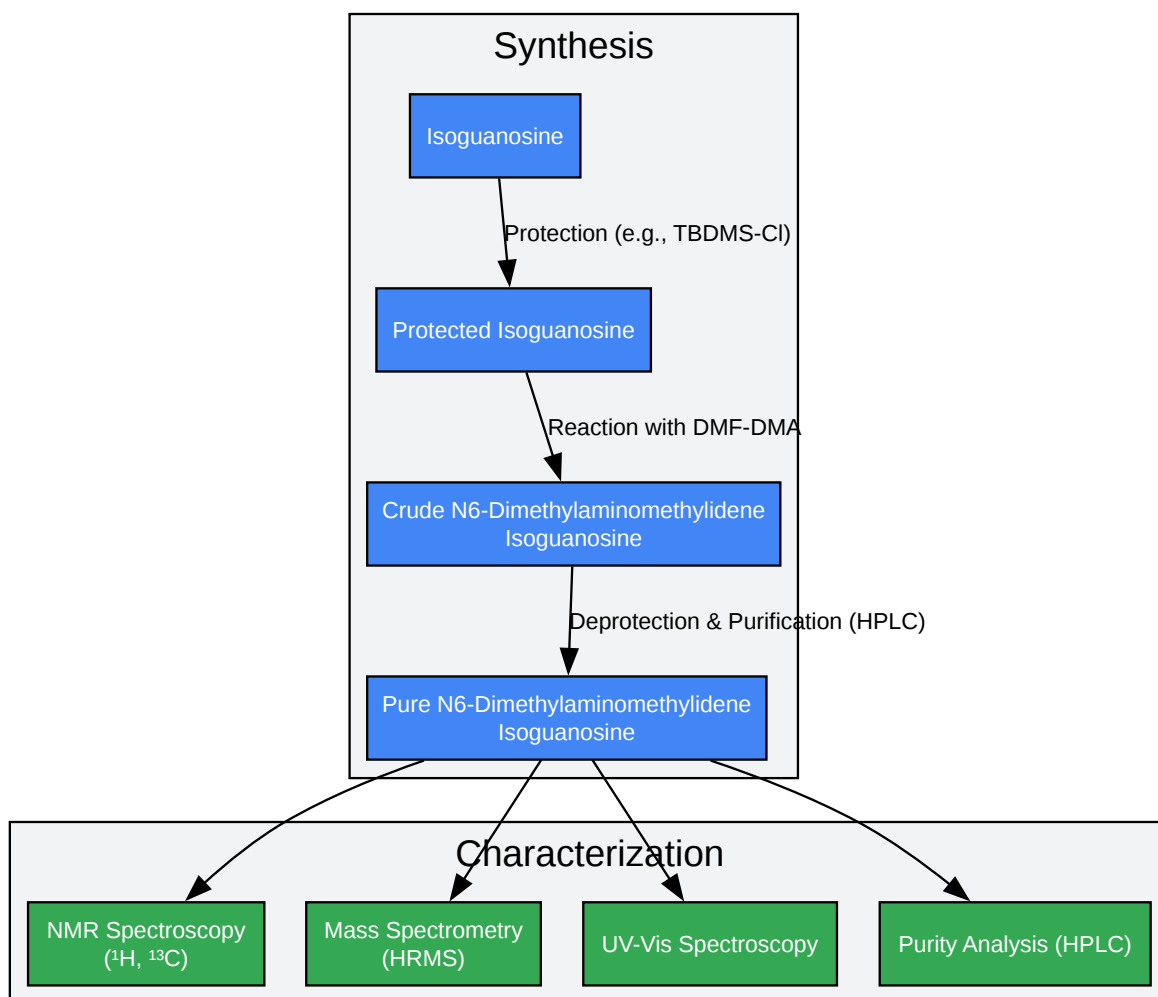 Synthesis
Isoguanosine
Protection (e.g., TBDMS-Cl)
Protected Isoguanosine
Reaction with DMF-DMA
Crude N6-Dimethylaminomethylidene
Isoguanosine
Deprotection & Purification (HPLC)
Pure N6-Dimethylaminomethylidene
Isoguanosine
Characterization
NMR Spectroscopy
(¹H, ¹³C)
Mass Spectrometry
(HRMS)
UV-Vis Spectroscopy
Purity Analysis (HPLC)